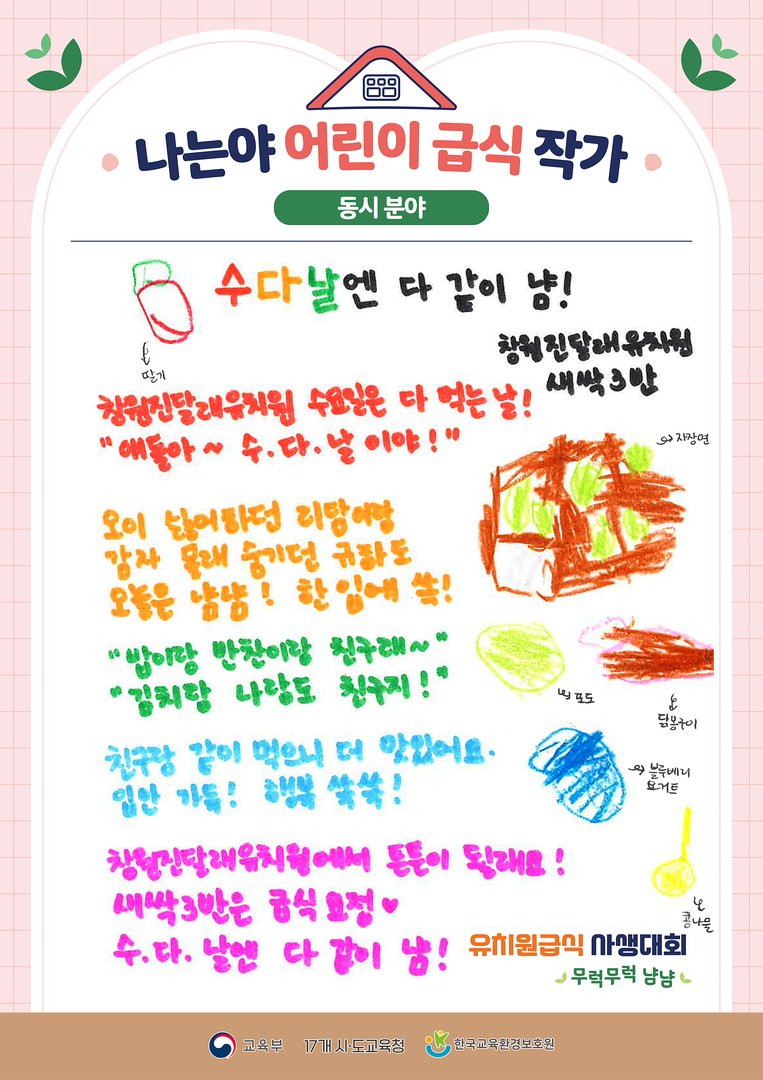 나는야 어린이 급식 작가
동시 분야
수다날엔 다 같이 냠!
딸기
창원진달래유치원
새싹3반
창원진달래유치원 수요일은 다 먹는 날!
"얘들아~ 수.다.날 이야!"
자장면
오이 싫어하던 리맘이랑
감자 몰래 숨기던 규하도
오늘은 냠냠! 한 입에 쏙!
"밥이랑 반찬이랑 친구래~"
"김치랑 나랑도 친구지!"
포도
닭봉구이
친구랑 같이 먹으니 더 맛있어요.
입안 가득! 행복 쑥쑥!
블루베리
요거트
창원진달래유치원에서 튼튼이 될래요!
새싹3반은 급식 요정♥
콩나물
수.다.날엔 다 같이 냠!
유치원급식 사생대회
무럭무럭 냠냠
교육부 17개 시·도교육청 한국교육환경보호원